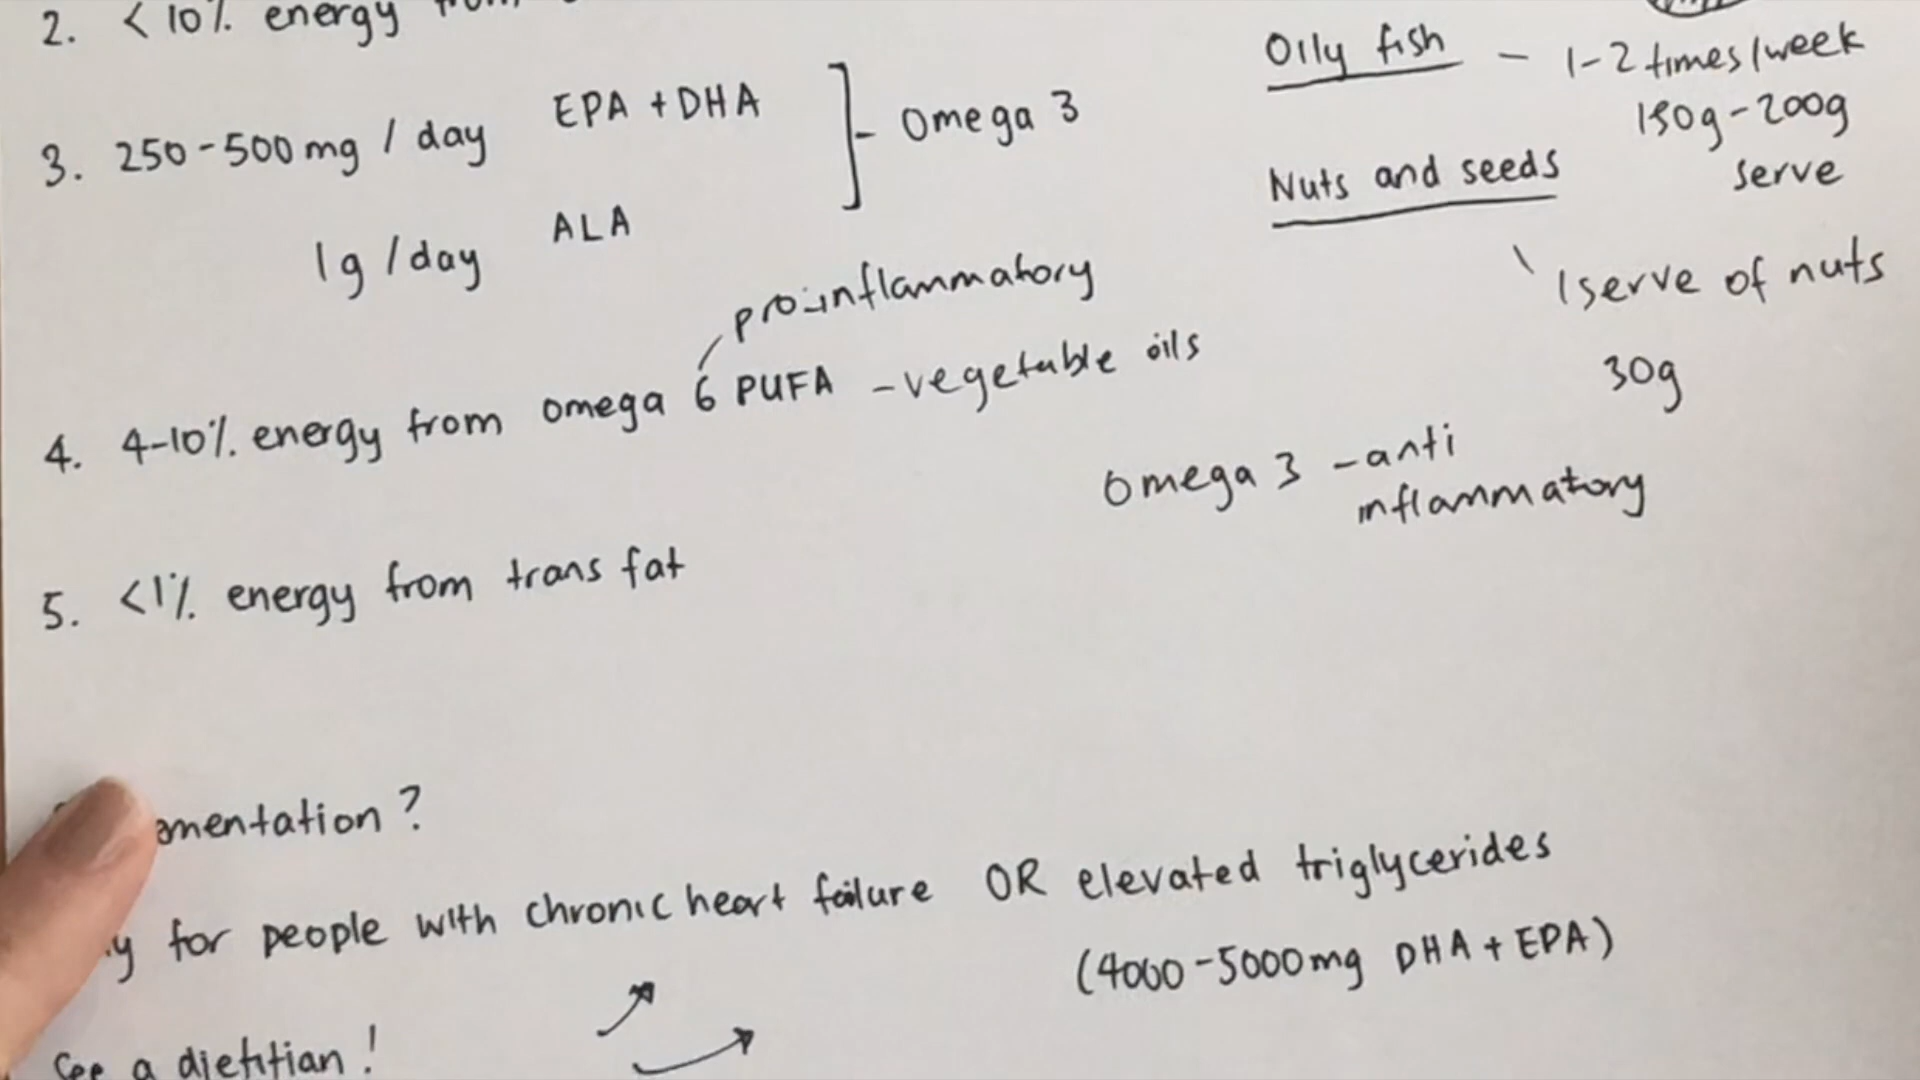 2. <10% energy
3. 250-500mg / day EPA + DHA
1g /day ALA
Omega 3
pro-inflammatory
4. 4-10% energy from omega 6 PUFA - vegetable oils
5. <1% energy from trans fat
Oily fish - 1-2 times/week
150g-200g
serve
Nuts and seeds
1 serve of nuts
30g
Omega 3 - anti
inflammatory
mentation?
for people with chronic heart failure OR elevated triglycerides
(4000-5000mg DHA + EPA)
See a dietitian!